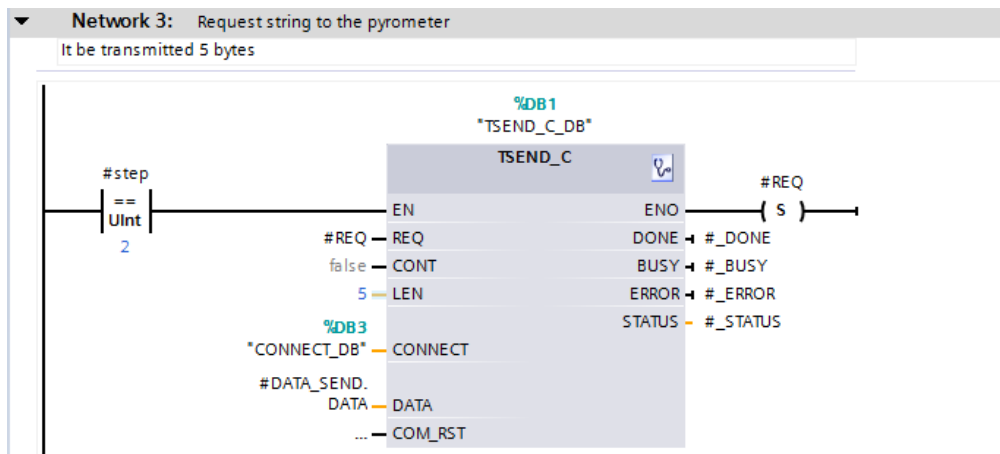 Network 3: Request string to the pyrometer
It be transmitted 5 bytes
%DB1
"TSEND_C_DB"
TSEND_C
#step
==
UInt
2
#REQ
( S )
EN ENO
#REQ REQ DONE #_DONE
false CONT BUSY #_BUSY
5 LEN ERROR #_ERROR
STATUS #_STATUS
%DB3
"CONNECT_DB" CONNECT
#DATA_SEND.
DATA DATA
... COM_RST